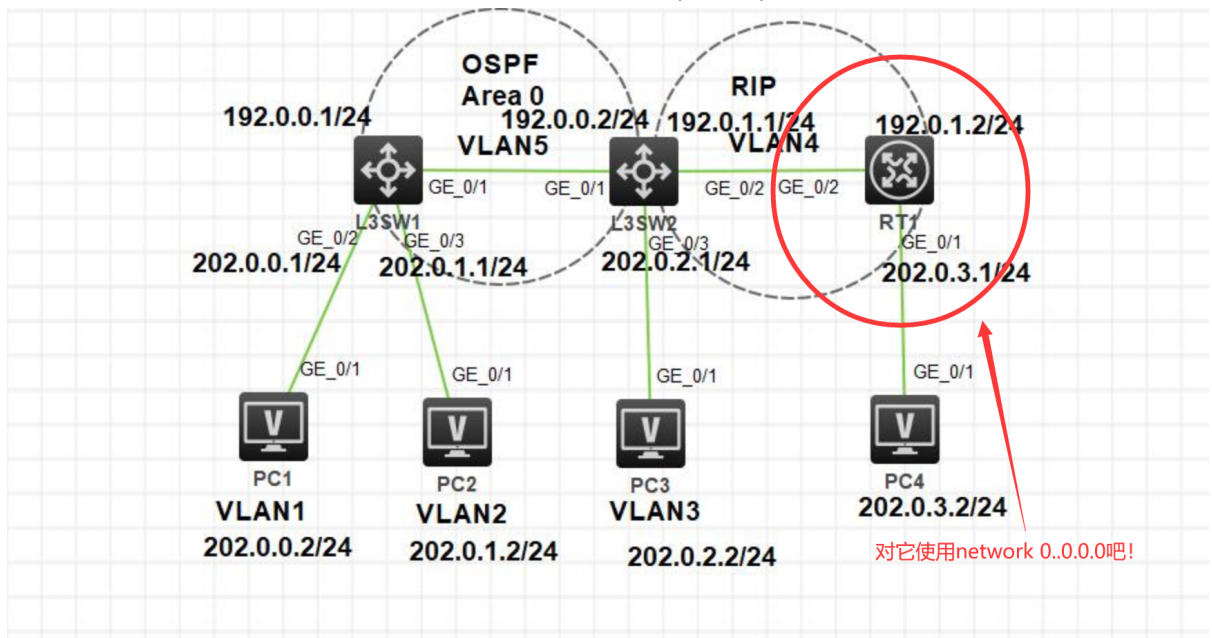 OSPF
Area 0
RIP
192.0.0.1/24
192.0.0.2/24
192.0.1.1/24
192.0.1.2/24
VLAN5
VLAN4
GE_0/1
GE_0/1
GE_0/2
GE_0/2
L3SW1
L3SW2
RT1
GE_0/2
GE_0/3
GE_0/3
GE_0/1
202.0.0.1/24
202.0.1.1/24
202.0.2.1/24
202.0.3.1/24
GE_0/1
GE_0/1
GE_0/1
GE_0/1
V
V
V
V
PC1
PC2
PC3
PC4
VLAN1
VLAN2
VLAN3
202.0.3.2/24
202.0.0.2/24
202.0.1.2/24
202.0.2.2/24
对它使用network 0..0.0.0吧！